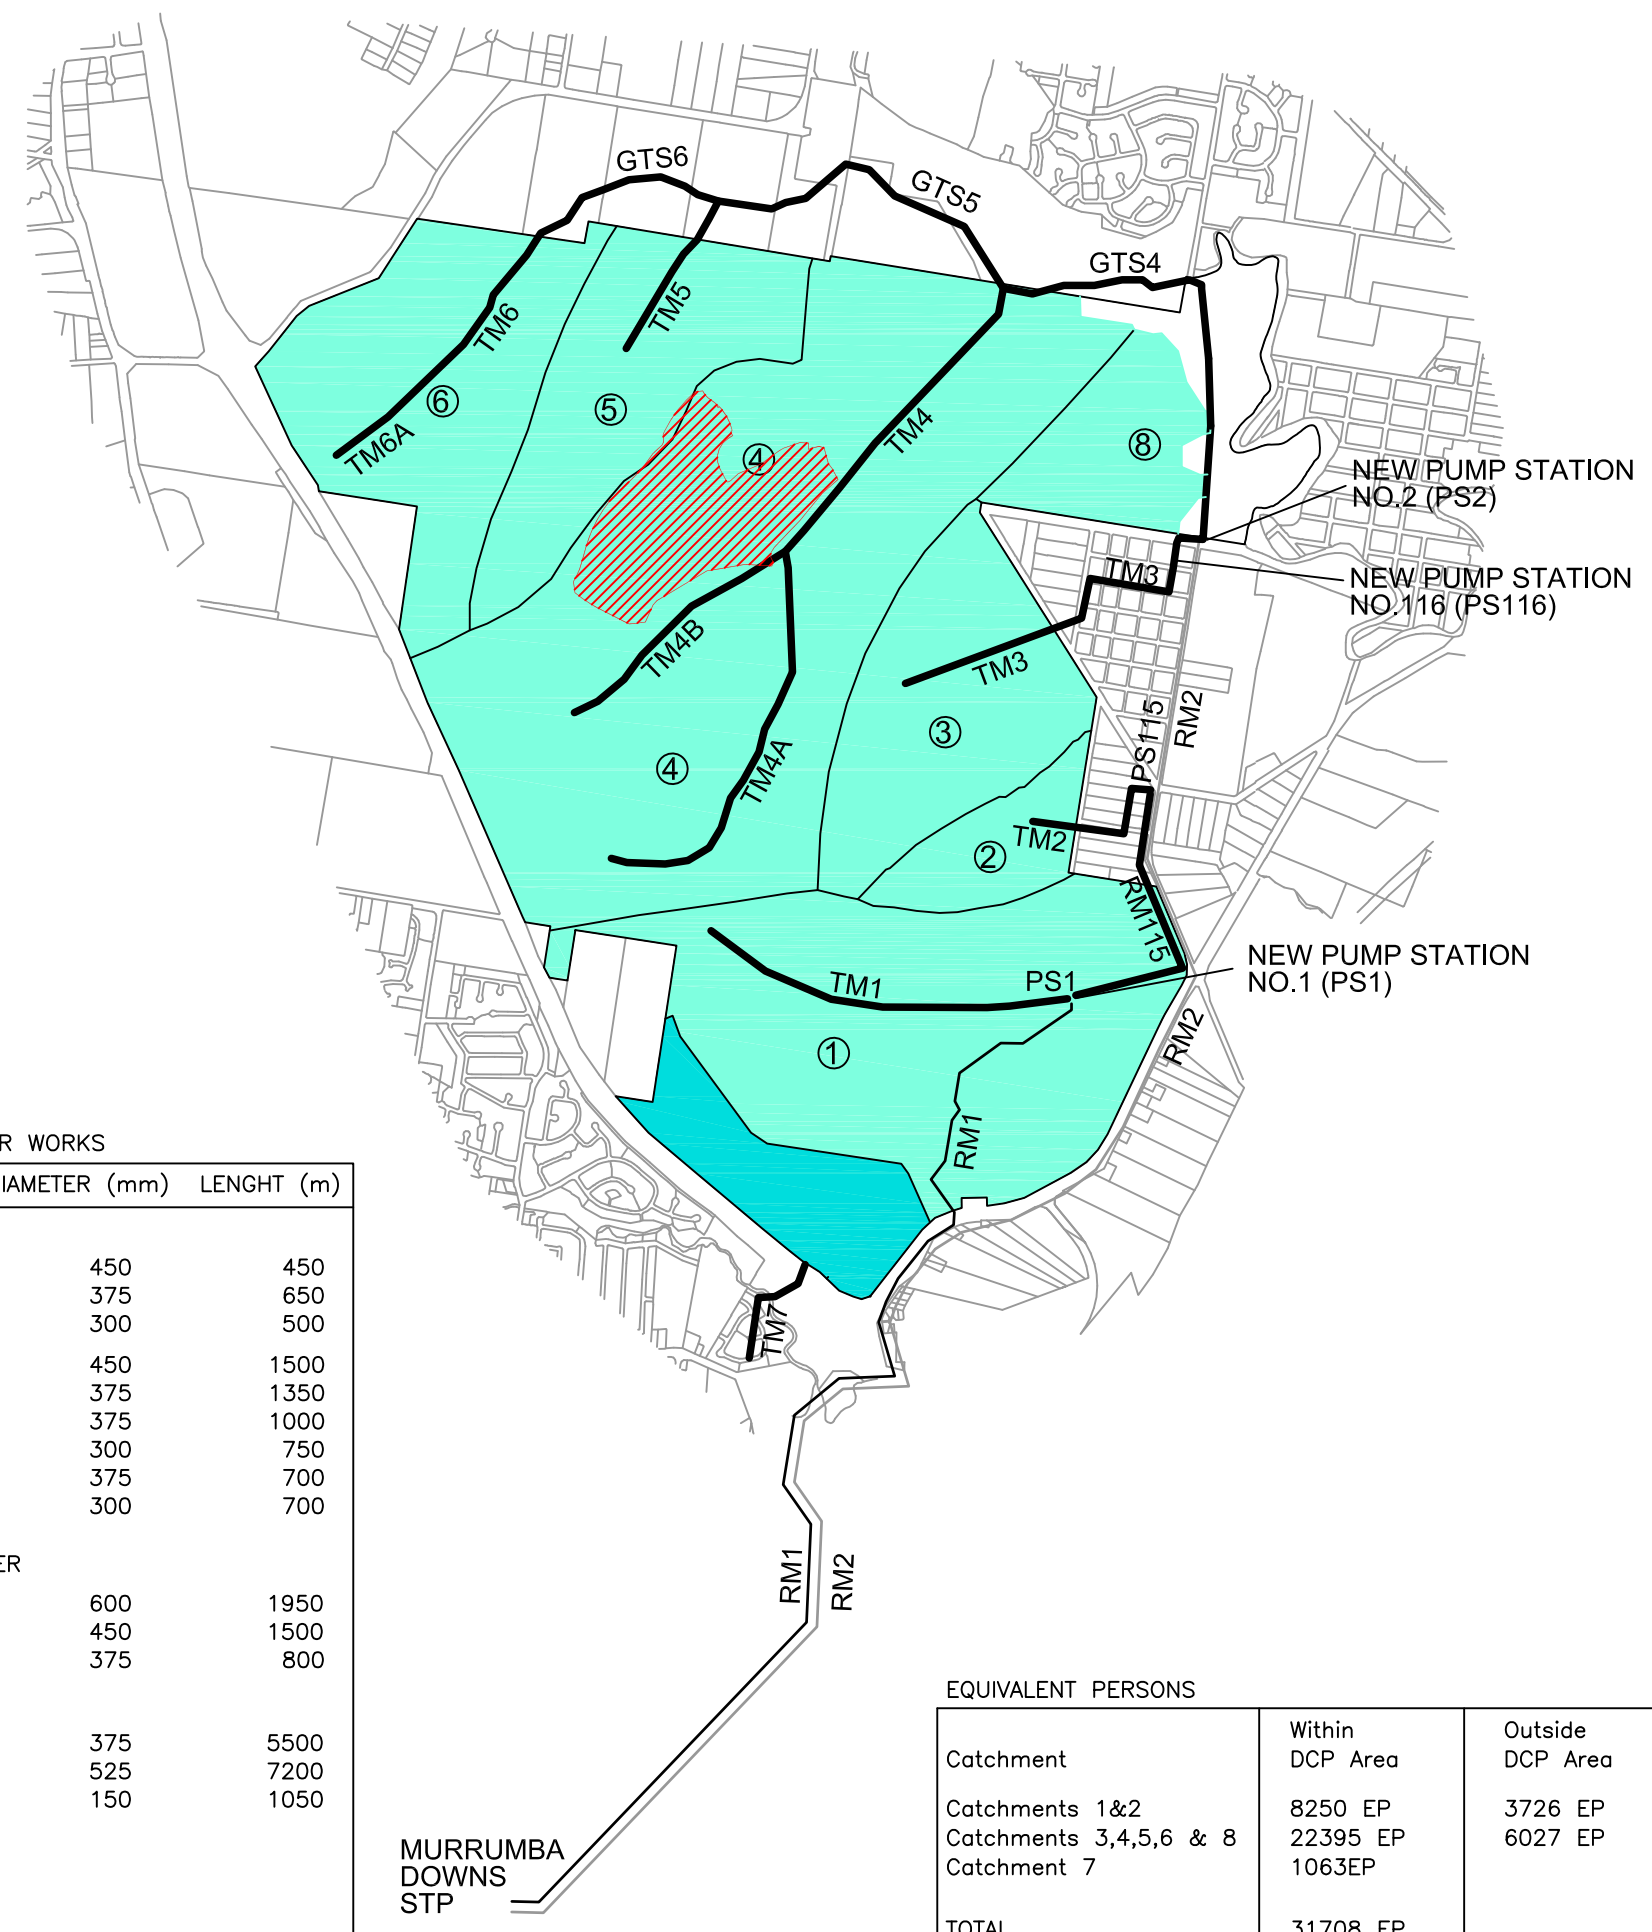 GTS6
GTS5
GTS4
TM6
TM5
TM4
TM6A
⑥
⑤
④
⑧
NEW PUMP STATION
NO.2 (PS2)
TM3
NEW PUMP STATION
NO.116 (PS116)
TM4B
TM3
③
④
TM4A
PS115
RM2
TM2
②
RM115
NEW PUMP STATION
NO.1 (PS1)
TM1
PS1
①
RM2
RM1
TM7
RM1
RM2
MURRUMBA
DOWNS
STP
R WORKS
IAMETER (mm) LENGHT (m)
450 450
375 650
300 500
450 1500
375 1350
375 1000
300 750
375 700
300 700
ER
600 1950
450 1500
375 800
375 5500
525 7200
150 1050
EQUIVALENT PERSONS
Catchment Within DCP Area Outside DCP Area
Catchments 1&2 8250 EP 3726 EP
Catchments 3,4,5,6 & 8 22395 EP 6027 EP
Catchment 7 1063EP
TOTAL 31708 EP